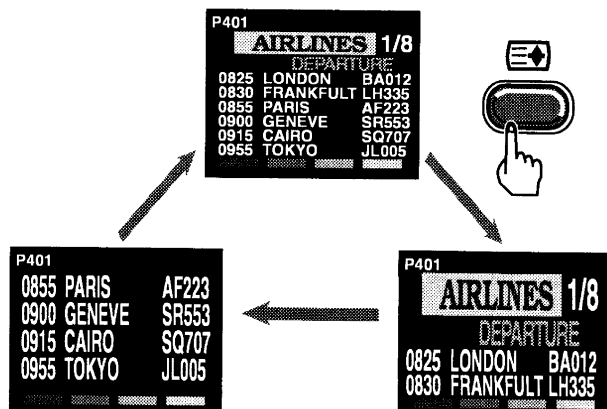 P401
AIRLINES 1/8
DEPARTURE
0825 LONDON BA012
0830 FRANKFULT LH335
0855 PARIS AF223
0900 GENEVE SR553
0915 CAIRO SQ707
0955 TOKYO JL005
P401
0855 PARIS AF223
0900 GENEVE SR553
0915 CAIRO SQ707
0955 TOKYO JL005
P401
AIRLINES 1/8
DEPARTURE
0825 LONDON BA012
0830 FRANKFULT LH335